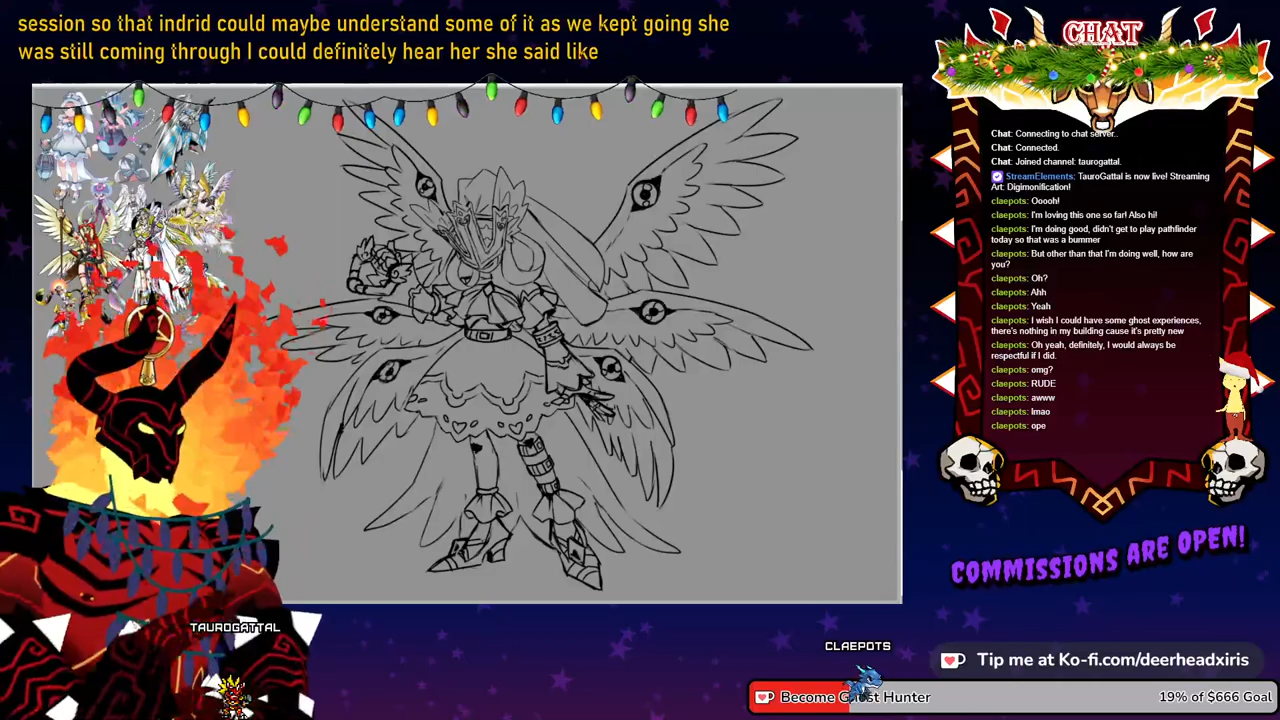 session so that indrid could maybe understand some of it as we kept going she
was still coming through I could definitely hear her she said like
CHAT
Chat: Connecting to chat server..
Chat: Connected.
Chat: Joined channel: taurogattal.
StreamElements: TauroGattal is now live! Streaming
Art: Digimonification!
claepots: Ooooh!
claepots: I'm loving this one so far! Also hi!
claepots: I'm doing good, didn't get to play pathfinder
today so that was a bummer
claepots: But other than that I'm doing well, how are
you?
claepots: Oh?
claepots: Ahh
claepots: Yeah
claepots: I wish I could have some ghost experiences,
there's nothing in my building cause it's pretty new
claepots: Oh yeah, definitely, I would always be
respectful if I did.
claepots: omg?
claepots: RUDE
claepots: awww
claepots: lmao
claepots: ope
COMMISSIONS ARE OPEN!
TAUROGATTAL
CLAEPOTS
Tip me at Ko-fi.com/deerheadxiris
Become Ghost Hunter
19% of $666 Goal